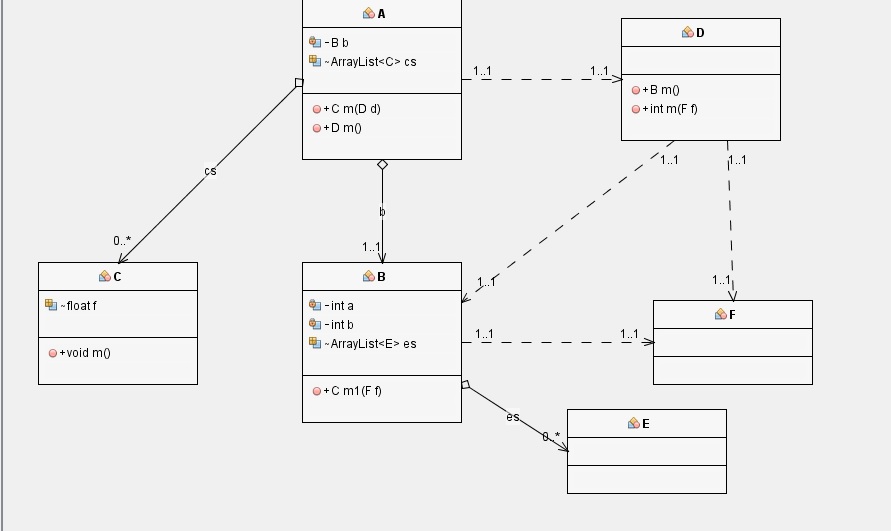 A
-B b
~ArrayList<C> cs
+C m(D d)
+D m()
D
+B m()
+int m(F f)
1..1
1..1
1..1
1..1
cs
b
0..*
1..1
1..1
1..1
C
~float f
+void m()
B
-int a
-int b
~ArrayList<E> es
+C m1(F f)
F
1..1
1..1
es
0..*
E